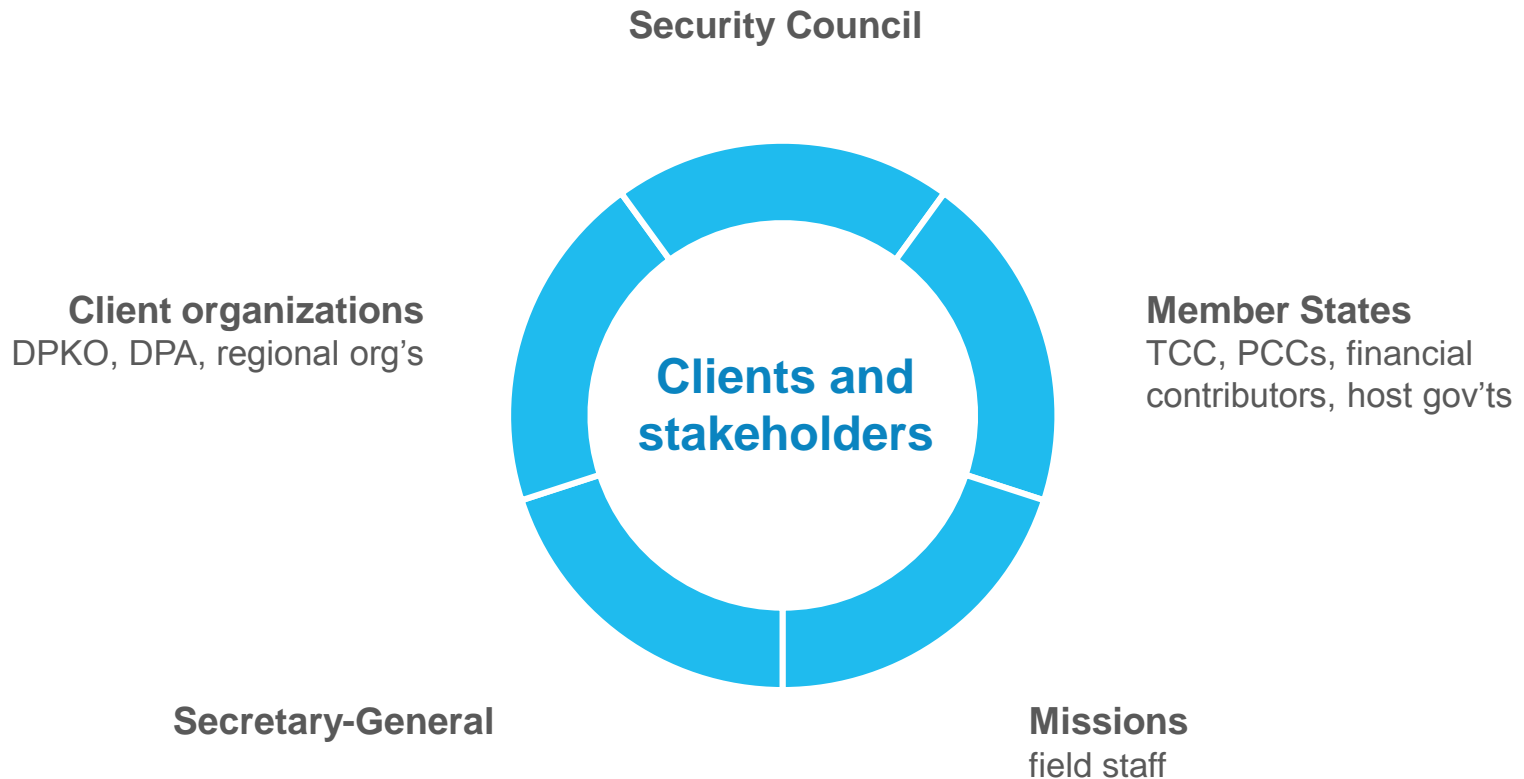 Security Council
Client organizations
DPKO, DPA, regional org’s
Clients and
stakeholders
Member States
TCC, PCCs, financial
contributors, host gov’ts
Secretary-General
Missions
field staff